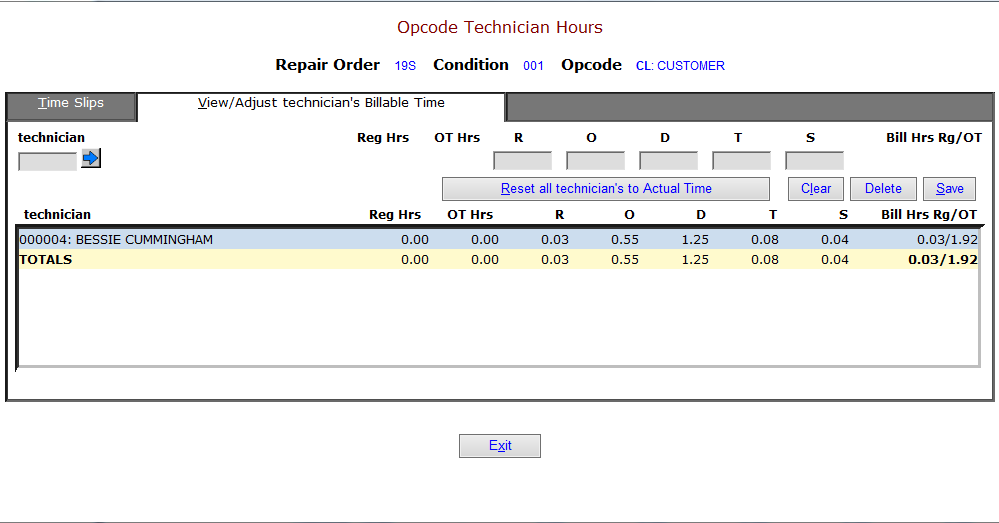 Opcode Technician Hours
Repair Order 19S Condition 001 Opcode CL: CUSTOMER
Time Slips View/Adjust technician's Billable Time
technician Reg Hrs OT Hrs R O D T S Bill Hrs Rg/OT
Reset all technician's to Actual Time Clear Delete Save
technician Reg Hrs OT Hrs R O D T S Bill Hrs Rg/OT
000004: BESSIE CUMMINGHAM 0.00 0.00 0.03 0.55 1.25 0.08 0.04 0.03/1.92
TOTALS 0.00 0.00 0.03 0.55 1.25 0.08 0.04 0.03/1.92
Exit